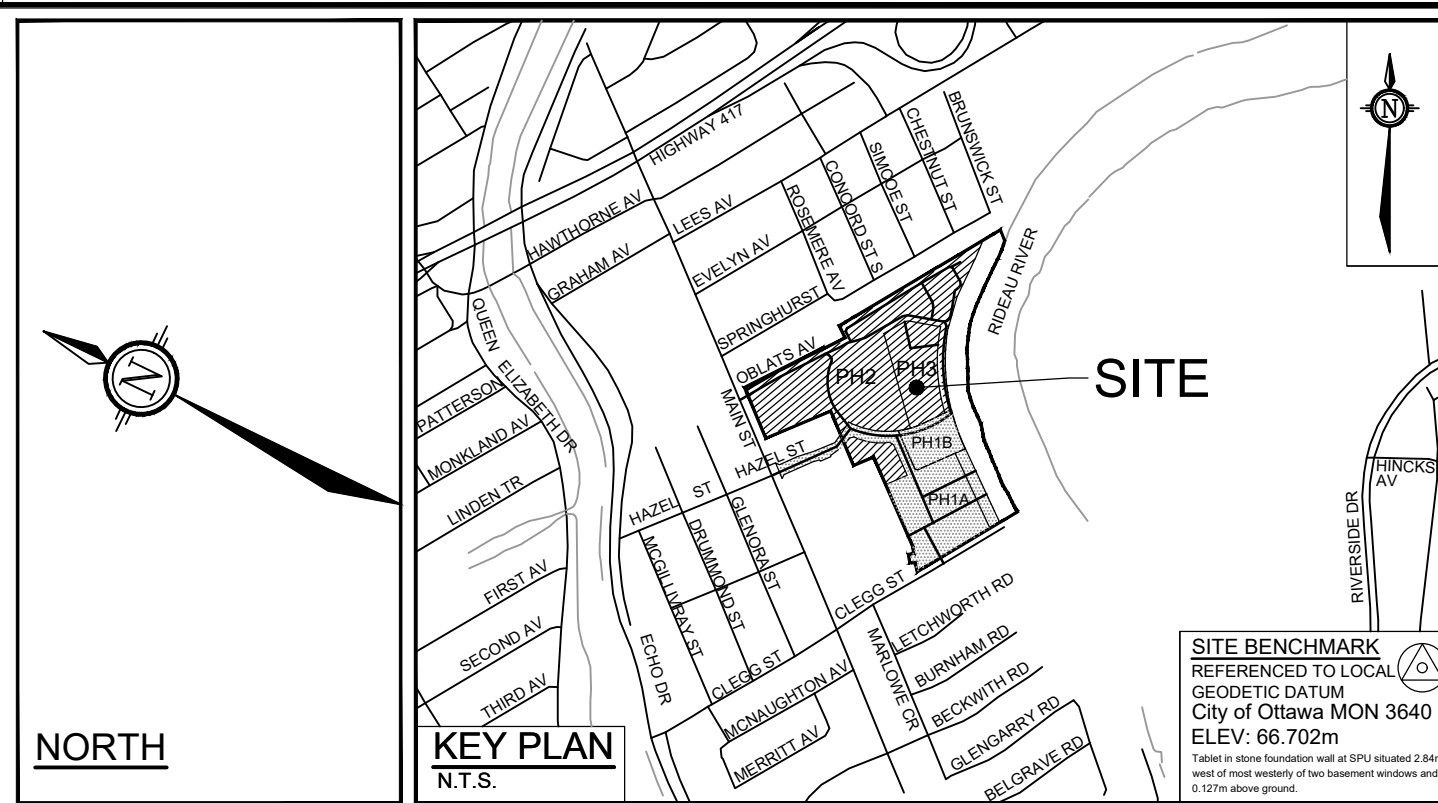 N
NORTH
HIGHWAY 417
HAWTHORNE AV
GRAHAM AV
LEES AV
EVELYN AV
SPRINGHURST
OBLATS AV
ROSEMERE AV
CONCORD ST S
SIMCOE ST
CHESTNUT ST
BRUNSWICK ST
RIDEAU RIVER
QUEEN ELIZABETH DR
PATTERSON
MONKLAND AV
LINDEN TR
FIRST AV
SECOND AV
THIRD AV
MAIN ST
HAZEL ST
HAZEL ST
GLENORA ST
DRUMMOND ST
MCGILLIVRAY ST
ECHO DR
CLEGG ST
CLEGG ST
MCNAUGHTON AV
MERRITT AV
MARLOWE CR
LETCHWORTH RD
BURNHAM RD
BECKWITH RD
GLENGARRY RD
BELGRAVE RD
PH2
PH3
PH1B
PH1A
SITE
N
HINCKS
AV
RIVERSIDE DR
KEY PLAN
N.T.S.
SITE BENCHMARK
REFERENCED TO LOCAL
GEODETIC DATUM
City of Ottawa MON 3640
ELEV: 66.702m
Tablet in stone foundation wall at SPU situated 2.84m
west of most westerly of two basement windows and
0.127m above ground.